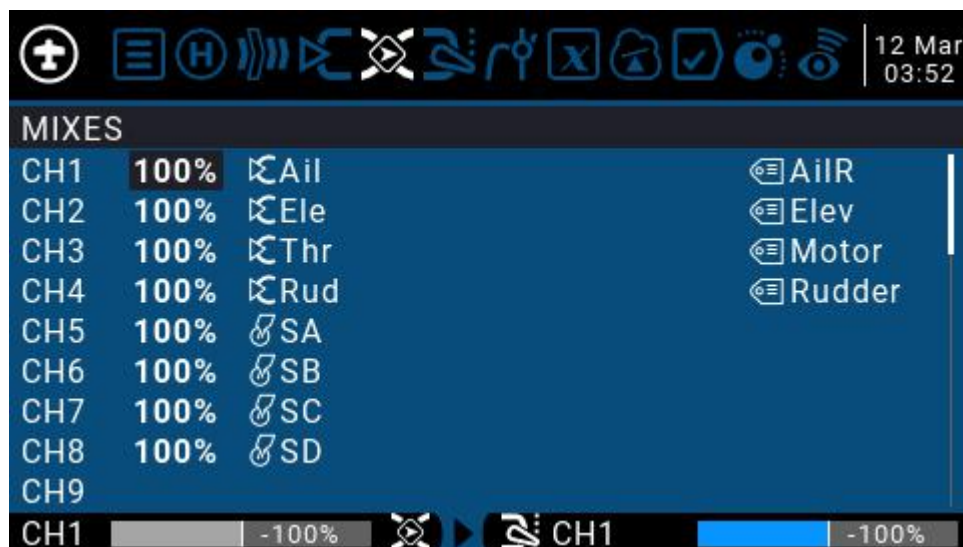 H x 12 Mar
03:52
MIXES
CH1 100% Ail AilR
CH2 100% Ele Elev
CH3 100% Thr Motor
CH4 100% Rud Rudder
CH5 100% SA
CH6 100% SB
CH7 100% SC
CH8 100% SD
CH9
CH1 -100% CH1 -100%